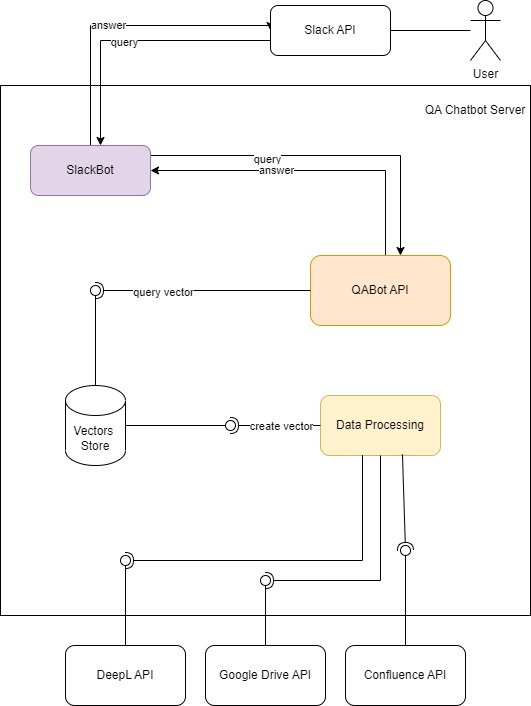 answer
Slack API
query
User
QA Chatbot Server
SlackBot
query
answer
QABot API
query vector
Vectors
Store
create vector
Data Processing
DeepL API
Google Drive API
Confluence API